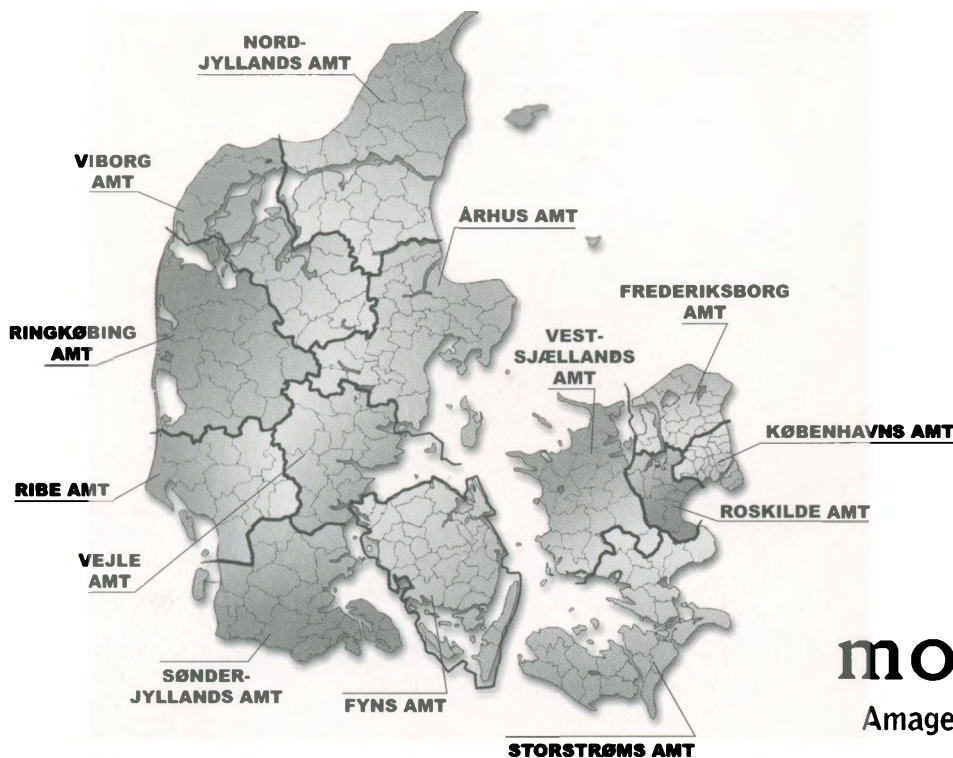 NORD-
JYLLANDS AMT
VIBORG
AMT
ÅRHUS AMT
FREDERIKSBORG
AMT
VEST-
SJÆLLANDS
AMT
RINGKØBING
AMT
KØBENHAVNS AMT
RIBE AMT
ROSKILDE AMT
VEJLE
AMT
SØNDER-
JYLLANDS AMT
FYNS AMT
STORSTRØMS AMT
mo
Amage